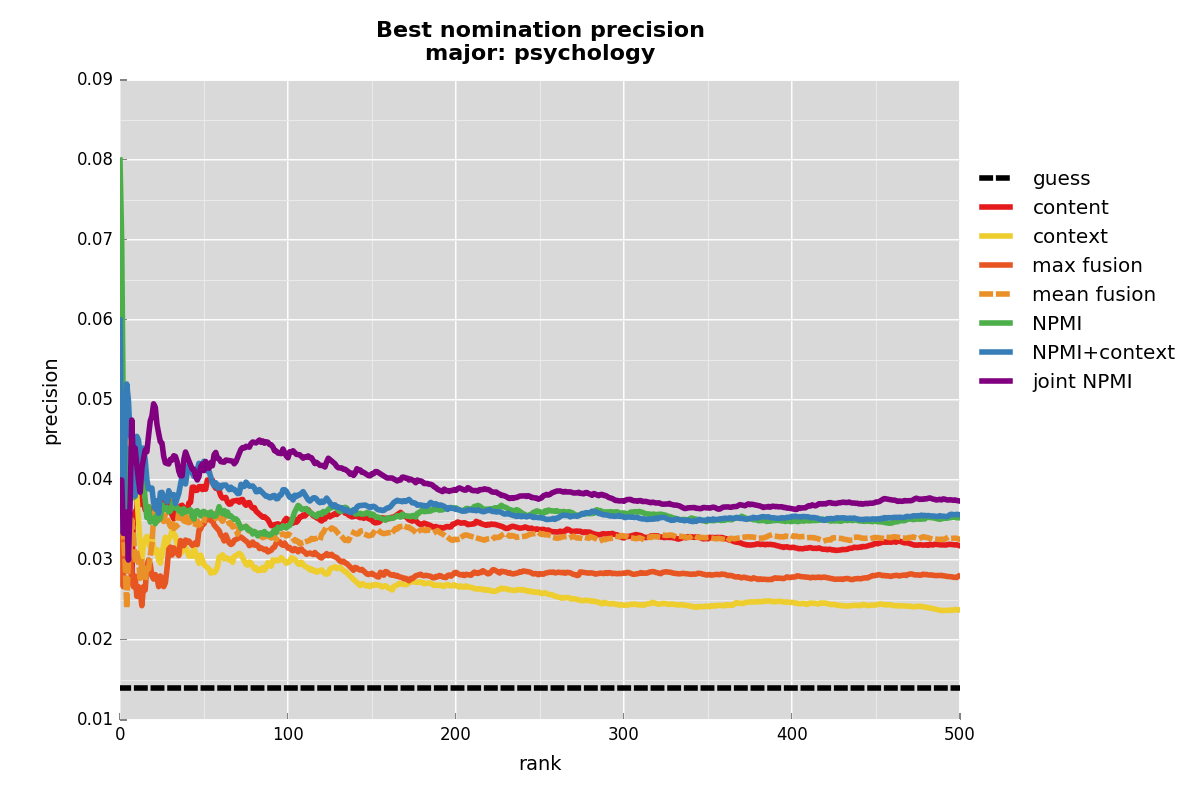 Best nomination precision
major: psychology
precision
0.09
0.08
0.07
0.06
0.05
0.04
0.03
0.02
0.01
0
100
200
300
400
500
rank
guess
content
context
max fusion
mean fusion
NPMI
NPMI+context
joint NPMI